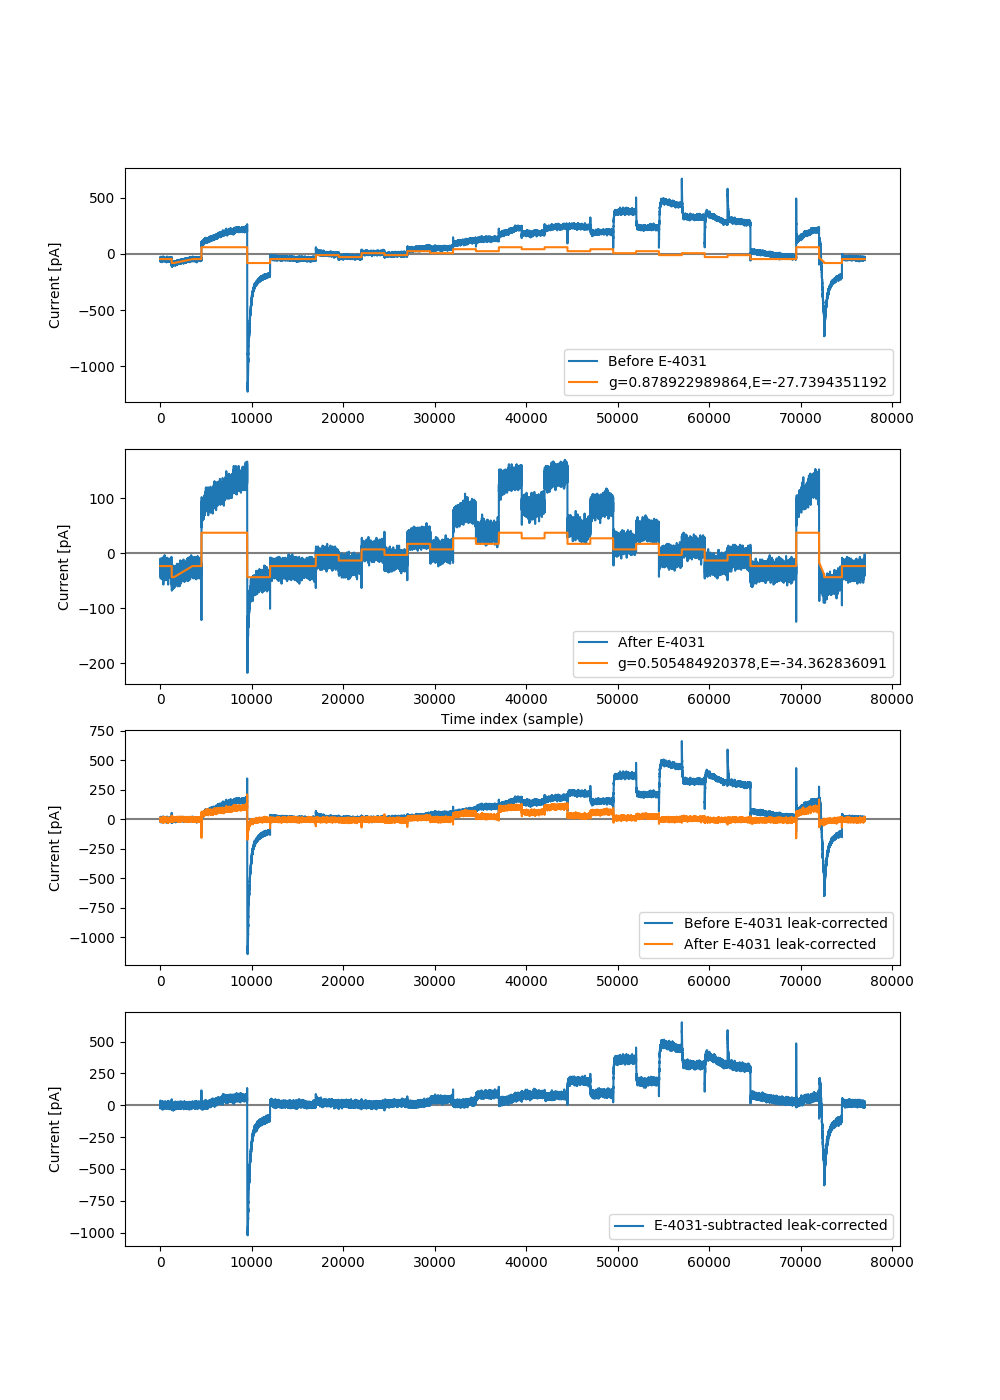 500
0
−500
−1000
Current [pA]
Before E-4031
g=0.878922989864,E=-27.7394351192
0 10000 20000 30000 40000 50000 60000 70000 80000
100
0
−100
−200
Current [pA]
After E-4031
g=0.505484920378,E=-34.362836091
0 10000 20000 30000 40000 50000 60000 70000 80000
Time index (sample)
750
500
250
0
−250
−500
−750
−1000
Current [pA]
Before E-4031 leak-corrected
After E-4031 leak-corrected
0 10000 20000 30000 40000 50000 60000 70000 80000
500
250
0
−250
−500
−750
−1000
Current [pA]
E-4031-subtracted leak-corrected
0 10000 20000 30000 40000 50000 60000 70000 80000